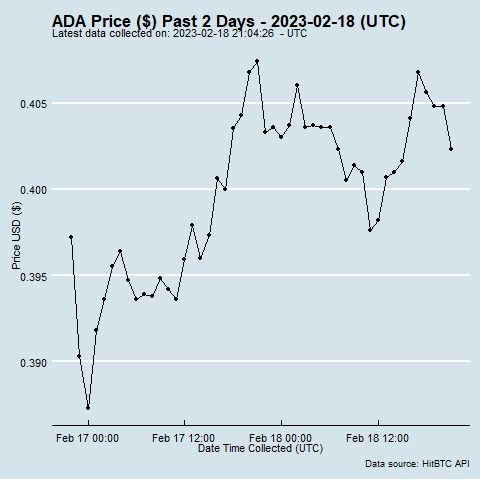 ADA Price ($) Past 2 Days - 2023-02-18 (UTC)
Latest data collected on: 2023-02-18 21:04:26  - UTC
0.405
0.400
0.395
0.390
Price USD ($)
Feb 17 00:00 Feb 17 12:00 Feb 18 00:00 Feb 18 12:00
Date Time Collected (UTC)
Data source: HitBTC API